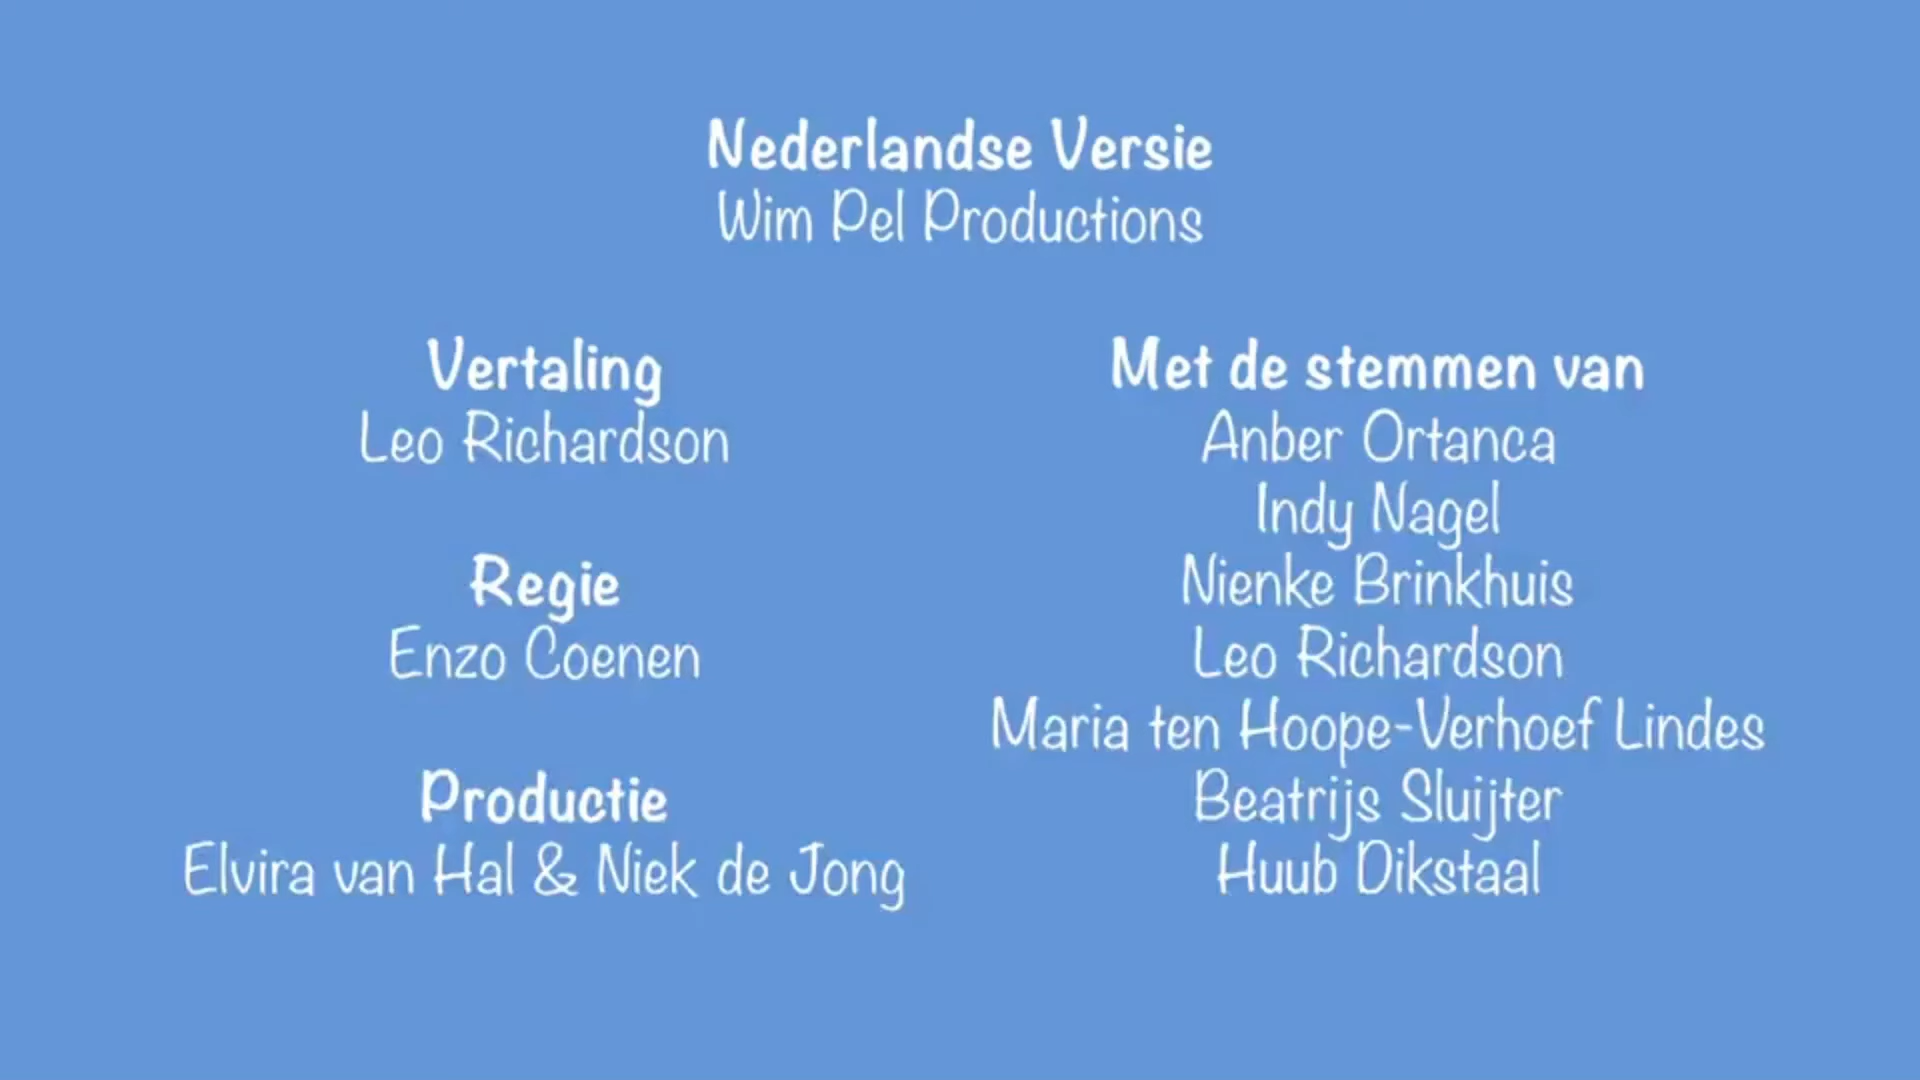 Nederlandse Versie
Wim Pel Productions
Vertaling
Leo Richardson
Regie
Enzo Coenen
Productie
Elvira van Hal & Niek de Jong
Met de stemmen van
Anber Ortanca
Indy Nagel
Nienke Brinkhuis
Leo Richardson
Maria ten Hoope-Verhoef Lindes
Beatrijs Sluijter
Huub Dikstaal